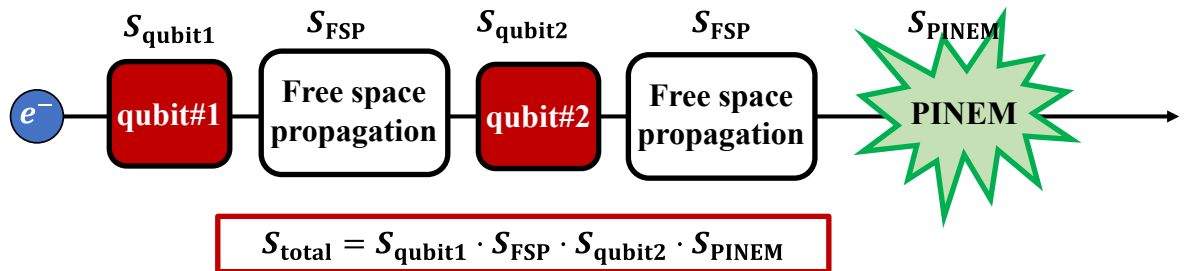 S_qubit1 S_FSP S_qubit2 S_FSP S_PINEM
e⁻ qubit#1 Free space propagation qubit#2 Free space propagation PINEM
S_total = S_qubit1 · S_FSP · S_qubit2 · S_PINEM